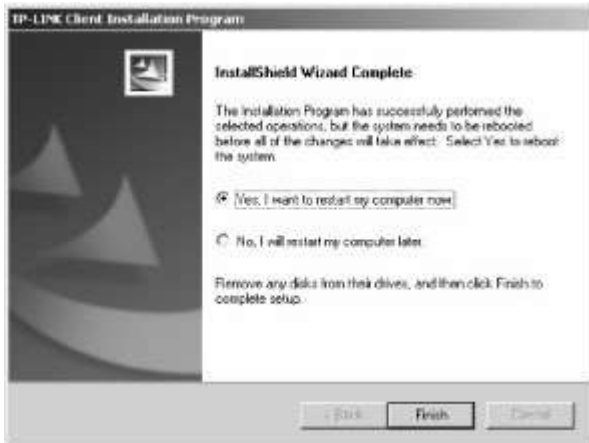 TP-LINK Client Installation Program
InstallShield Wizard Complete
The Installation Program has successfully performed the
selected operations, but the system needs to be rebooted
before all of the changes will take effect. Select Yes to reboot
the system.
Yes, I want to restart my computer now.
No, I will restart my computer later.
Remove any disks from their drives, and then click Finish to
complete setup.
< Back Finish Cancel